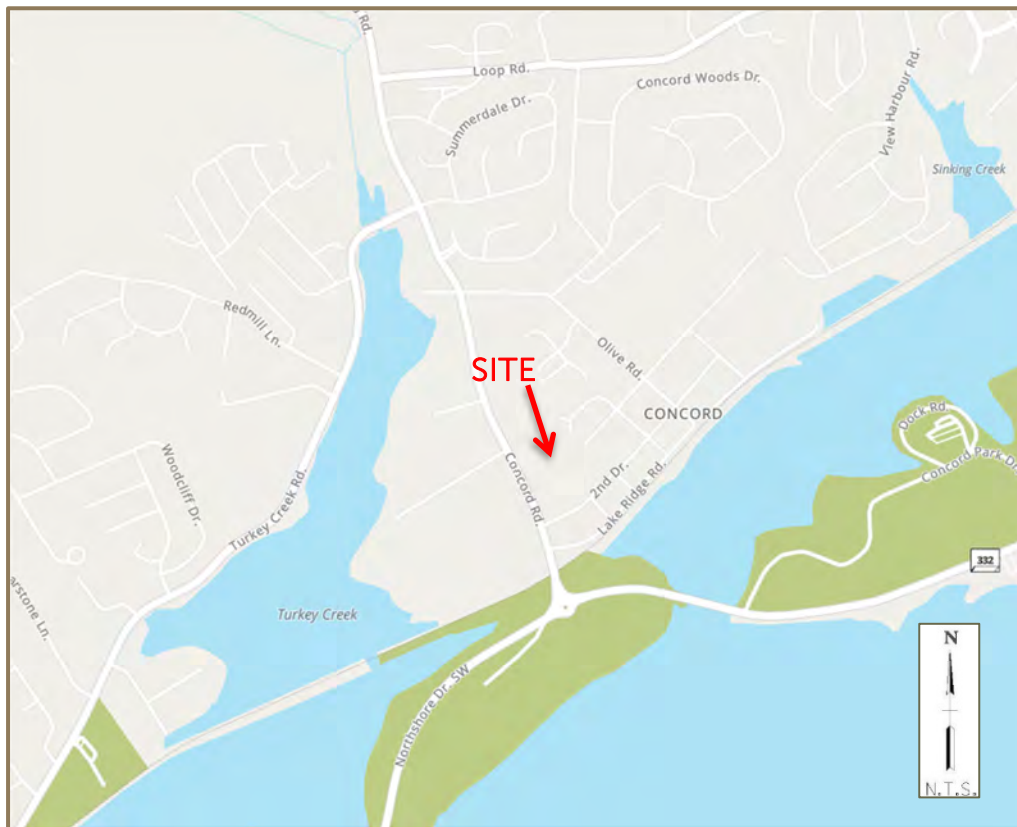 Loop Rd.
Concord Woods Dr.
Summerdale Dr.
View Harbour Rd.
Sinking Creek
Redmill Ln.
Olive Rd.
SITE
CONCORD
Dock Rd.
Concord Park Dr.
Woodcliff Dr.
Concord Rd.
2nd Dr.
Lake Ridge Rd.
Turkey Creek Rd.
332
arstone Ln.
Turkey Creek
Northshore Dr. SW
N
N.T.S.